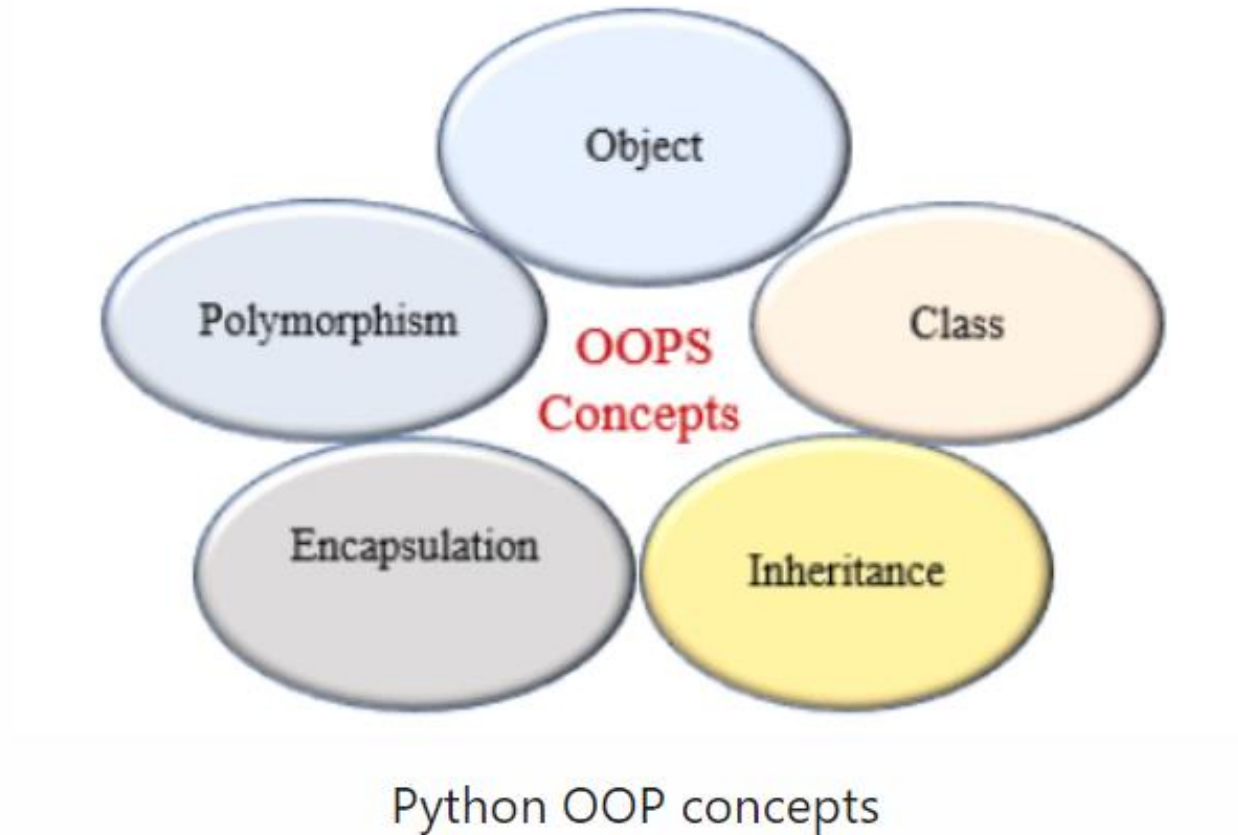 Object
Polymorphism
Class
OOPS
Concepts
Encapsulation
Inheritance
Python OOP concepts